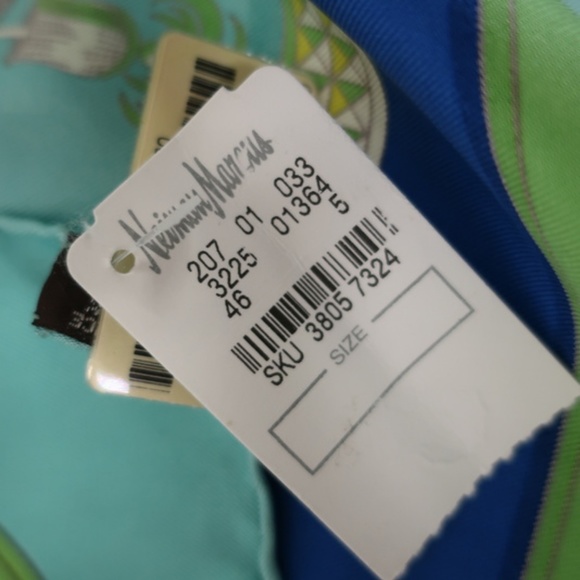 Neiman Marcus
207 01 033
3225 01364
46 5
SKU 3805 7324
SIZE